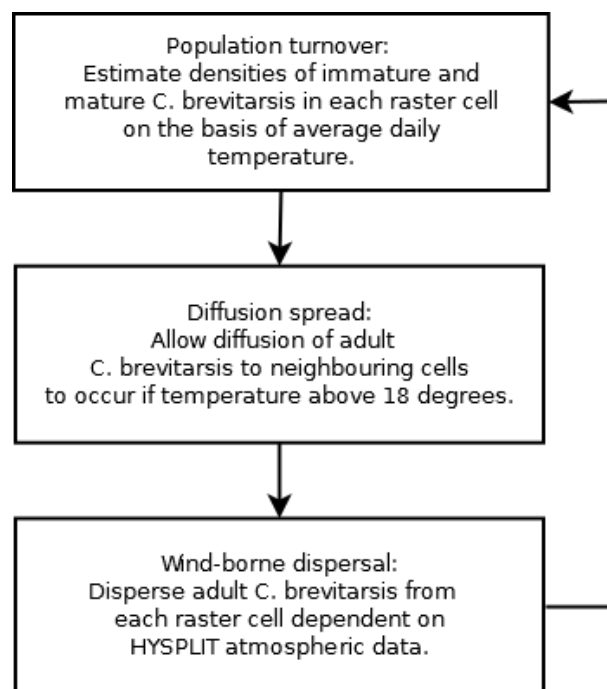 Population turnover:
Estimate densities of immature and
mature C. brevitarsis in each raster cell
on the basis of average daily
temperature.
Diffusion spread:
Allow diffusion of adult
C. brevitarsis to neighbouring cells
to occur if temperature above 18 degrees.
Wind-borne dispersal:
Disperse adult C. brevitarsis from
each raster cell dependent on
HYSPLIT atmospheric data.